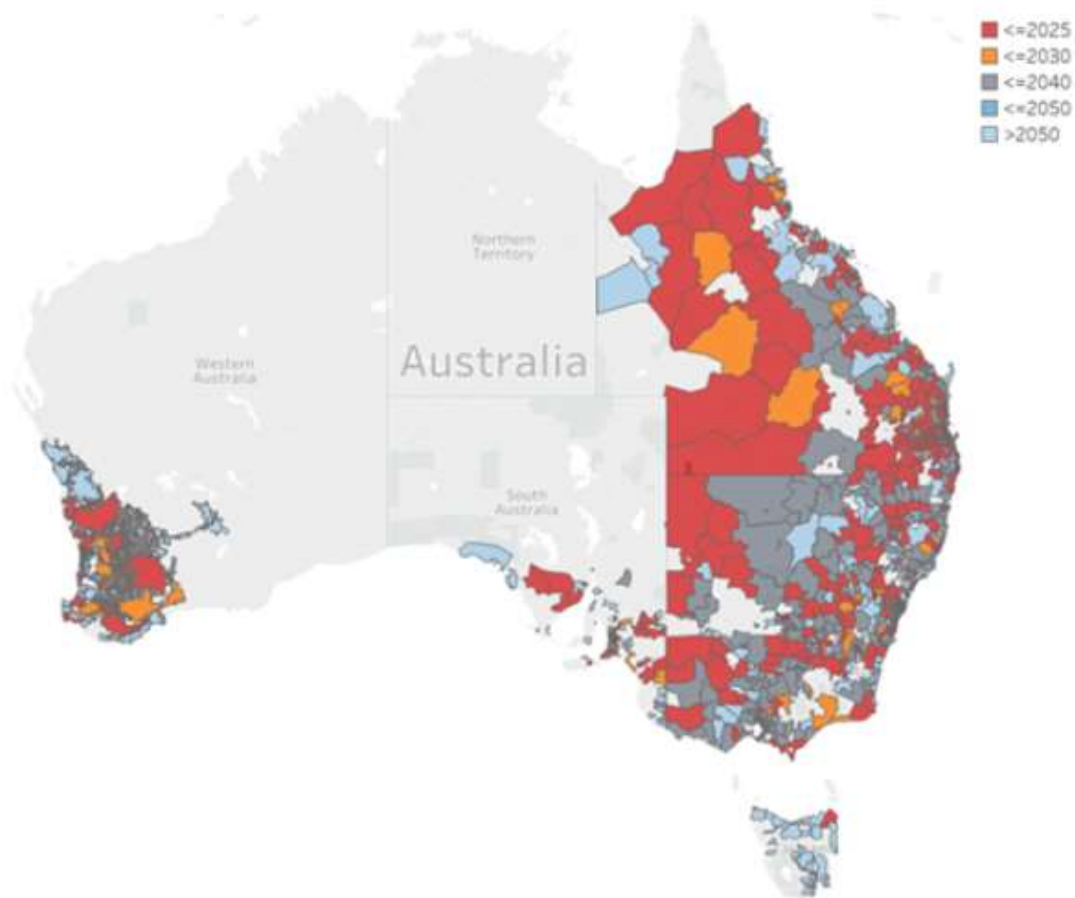 <=2025
<=2030
<=2040
<=2050
>2050
Northern
Territory
Australia
Western
Australia
South
Australia